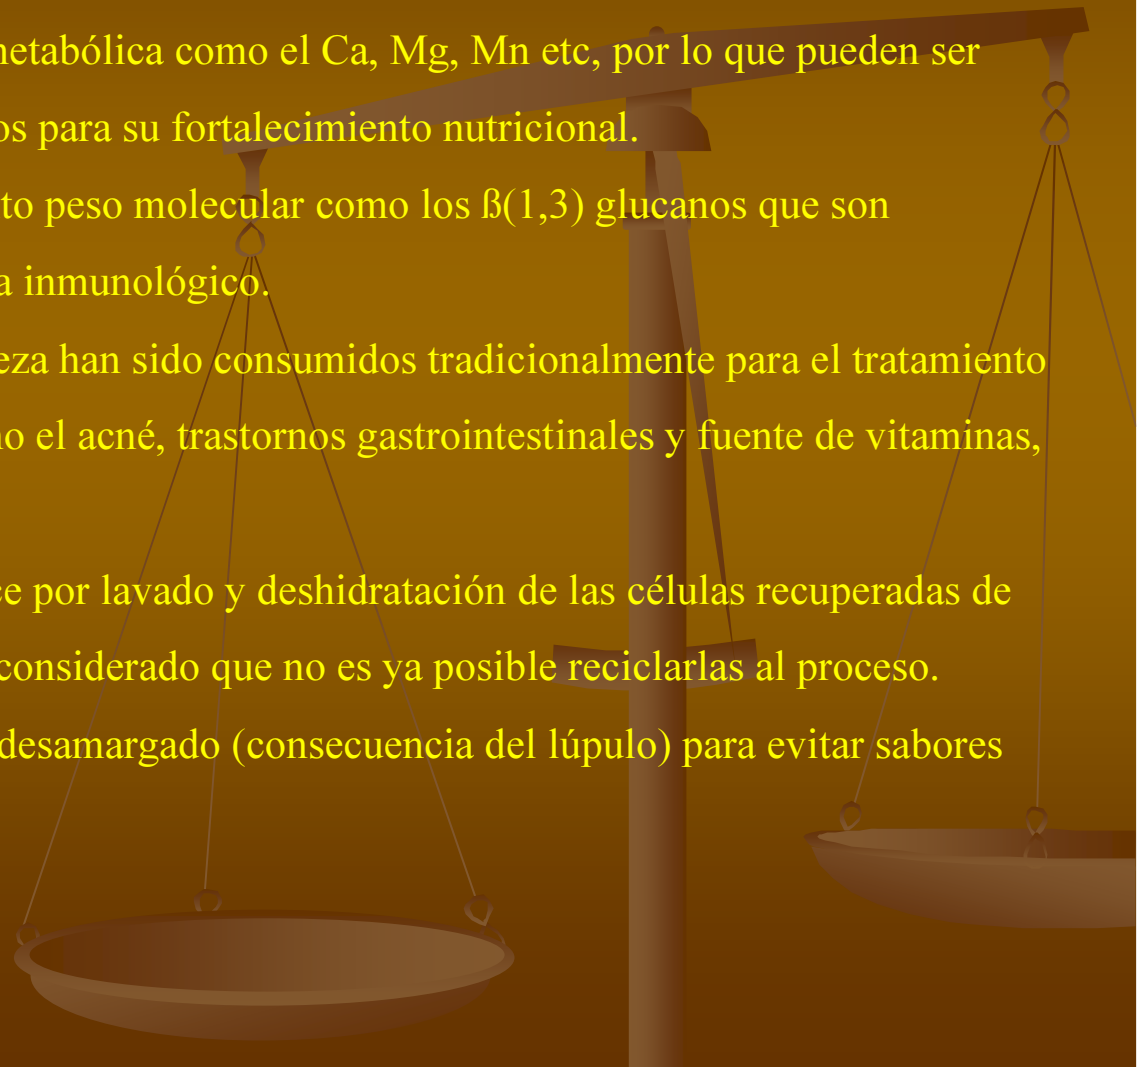 metabólica como el Ca, Mg, Mn etc, por lo que pueden ser
os para su fortalecimiento nutricional.
to peso molecular como los ß(1,3) glucanos que son
a inmunológico.
eza han sido consumidos tradicionalmente para el tratamiento
no el acné, trastornos gastrointestinales y fuente de vitaminas,
ce por lavado y deshidratación de las células recuperadas de
considerado que no es ya posible reciclarlas al proceso.
desamargado (consecuencia del lúpulo) para evitar sabores